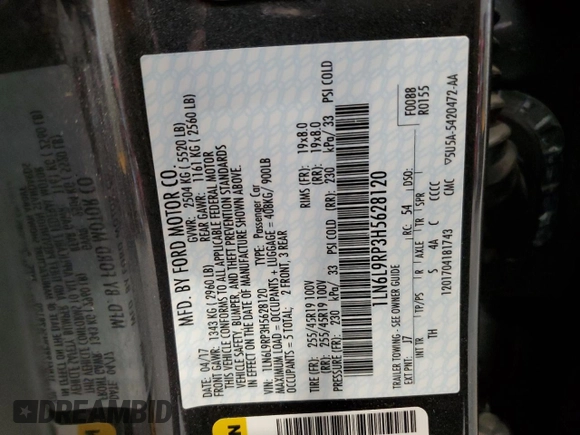 MFD. BY FORD MOTOR CO.
DATE: 04/17
GVWR: 2504 KG ( 5520 LB)
FRONT GAWR: 1343 KG ( 2960 LB)
REAR GAWR: 1161 KG ( 2560 LB)
THIS VEHICLE CONFORMS TO ALL APPLICABLE FEDERAL MOTOR
VEHICLE SAFETY, BUMPER, AND THEFT PREVENTION STANDARDS
IN EFFECT ON THE DATE OF MANUFACTURE SHOWN ABOVE.
VIN: 1LN6L9RP3H5628120
TYPE: Passenger Car
MAXIMUM LOAD = OCCUPANTS + LUGGAGE = 408KG/ 900LB
OCCUPANTS = 5 TOTAL: 2 FRONT, 3 REAR
TIRE (FR): 255/45R19 100V RIMS (FR): 19x8.0
TIRE (RR): 255/45R19 100V (RR): 19x8.0
PRESSURE (FR): 230 kPa/ 33 PSI COLD (RR): 230 kPa/ 33 PSI COLD
1LN6L9RP3H5628120
TRAILER TOWING - SEE OWNER GUIDE
F0088
R0155
EXT PNT: J7 RC: 54 DSO:
INT TR TP/PS R AXLE TR SPR
TH S 4A C CCCC
1201704181743 CMC
▽5U5A-5420472-AA
DREAMBID